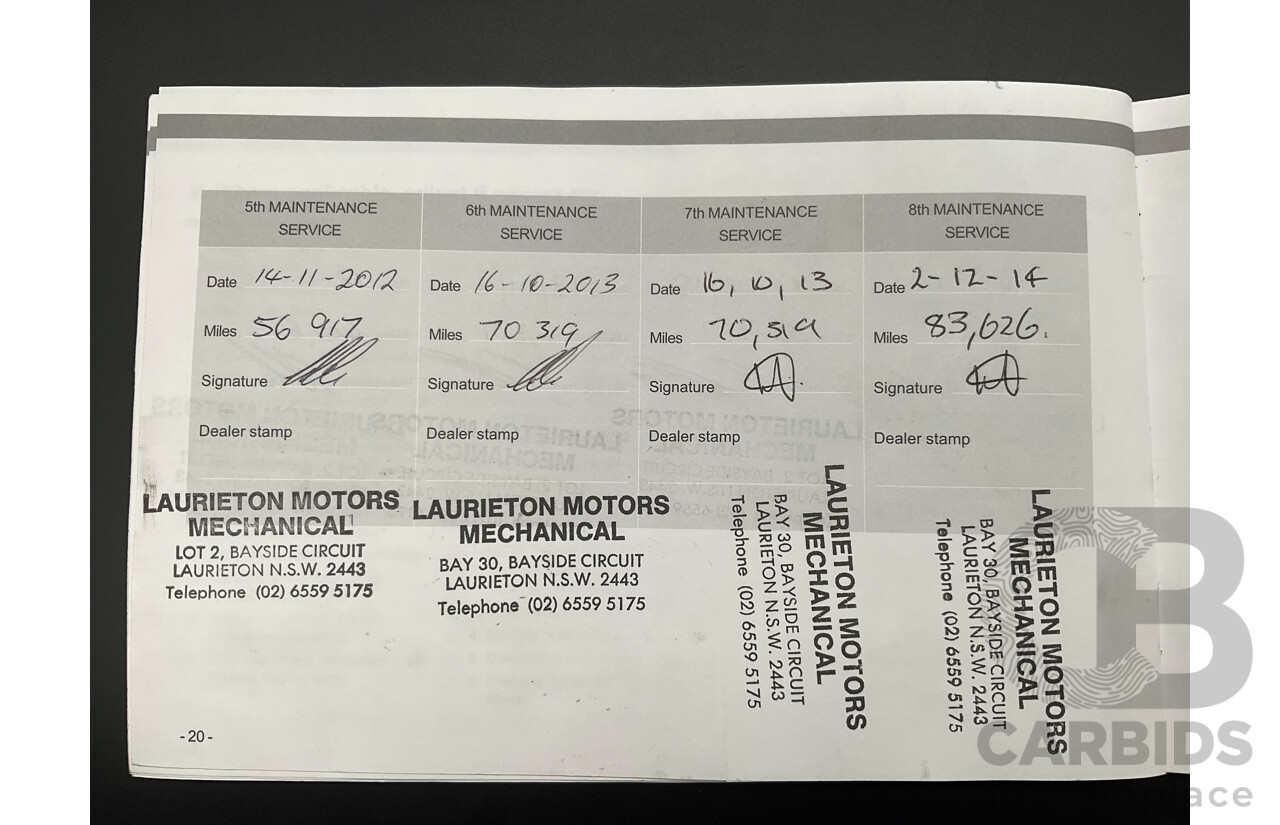 5th MAINTENANCE
SERVICE
Date 14-11-2012
Miles 56 917
Signature
Dealer stamp
LAURIETON MOTORS
MECHANICAL
LOT 2, BAYSIDE CIRCUIT
LAURIETON N.S.W. 2443
Telephone (02) 6559 5175
6th MAINTENANCE
SERVICE
Date 16-10-2013
Miles 70 319
Signature
Dealer stamp
LAURIETON MOTORS
MECHANICAL
BAY 30, BAYSIDE CIRCUIT
LAURIETON N.S.W. 2443
Telephone (02) 6559 5175
7th MAINTENANCE
SERVICE
Date 16, 10, 13
Miles 70,319
Signature
Dealer stamp
LAURIETON MOTORS
MECHANICAL
BAY 30, BAYSIDE CIRCUIT
LAURIETON N.S.W. 2443
Telephone (02) 6559 5175
8th MAINTENANCE
SERVICE
Date 2-12-14
Miles 83,626.
Signature
Dealer stamp
LAURIETON MOTORS
MECHANICAL
BAY 30, BAYSIDE CIRCUIT
LAURIETON N.S.W. 2443
Telephone (02) 6559 5175
-20-
B
CARBIDS